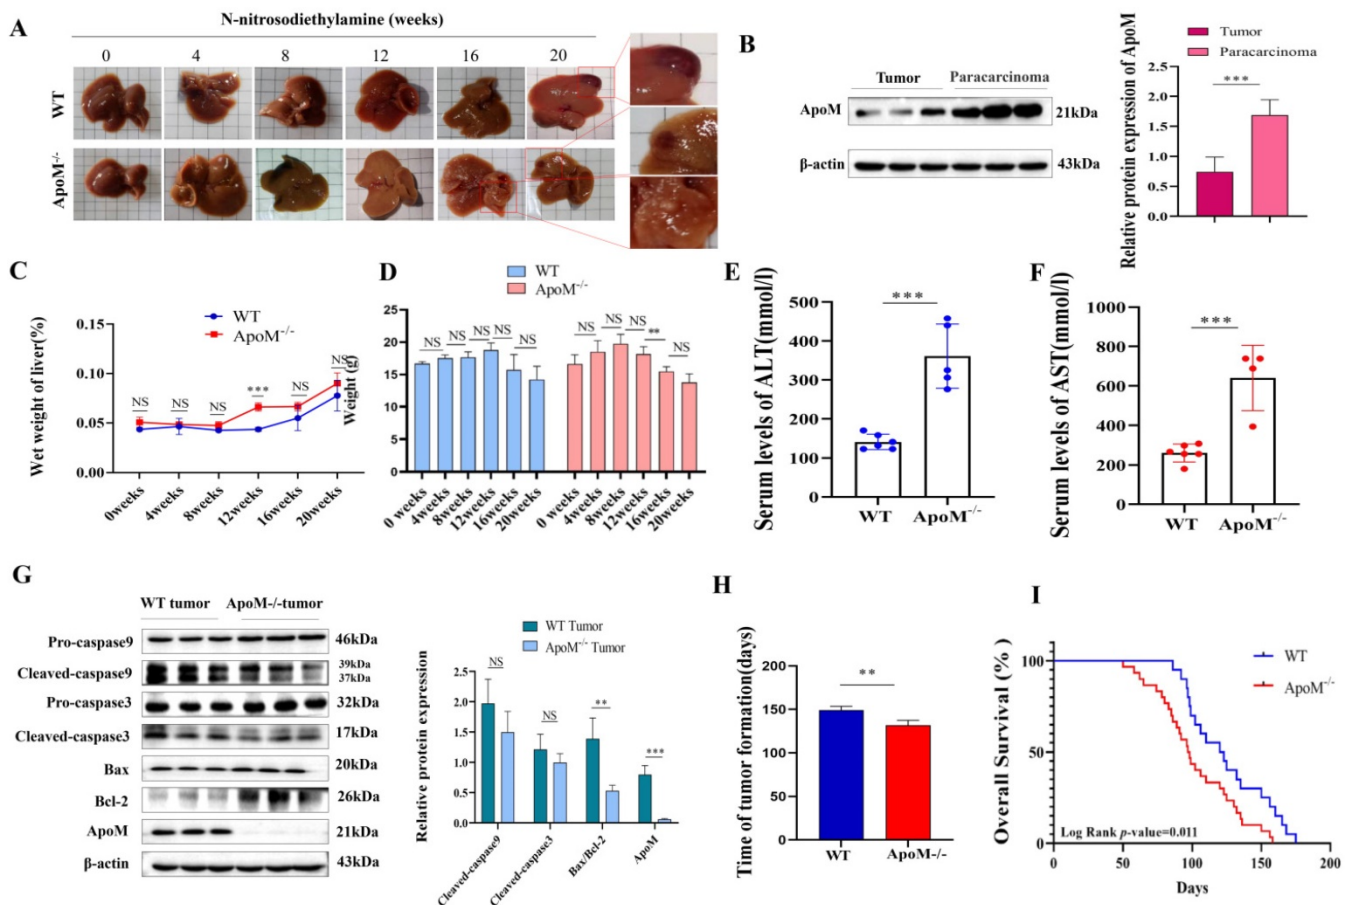 A
N-nitrosodiethylamine (weeks)
0 4 8 12 16 20
WT
ApoM-/-
B
Tumor Paracarcinoma
ApoM 21kDa
β-actin 43kDa
Tumor
Paracarcinoma
Relative protein expression of ApoM
2.5
2.0
1.5
1.0
0.5
0.0
***
C
Wet weight of liver(%)
0.15
0.10
0.05
0.00
WT
ApoM-/-
NS NS NS *** NS NS
0weeks 4weeks 8weeks 12weeks 16weeks 20weeks
D
WT
ApoM-/-
Weight (g)
25
20
15
10
5
0
NS NS NS NS NS NS NS NS ** NS
0 weeks 4weeks 8weeks 12weeks 16weeks 20weeks 0 weeks 4weeks 8weeks 12weeks 16weeks 20weeks
E
Serum levels of ALT(mmol/l)
500
400
300
200
100
0
***
WT ApoM-/-
F
Serum levels of AST(mmol/l)
1000
800
600
400
200
0
***
WT ApoM-/-
G
WT tumor ApoM-/-tumor
Pro-caspase9 46kDa
Cleaved-caspase9 39kDa
37kDa
Pro-caspase3 32kDa
Cleaved-caspase3 17kDa
Bax 20kDa
Bcl-2 26kDa
ApoM 21kDa
β-actin 43kDa
WT Tumor
ApoM-/- Tumor
Relative protein expression
2.5
2.0
1.5
1.0
0.5
0.0
NS NS ** ***
Cleaved-caspase9 Cleaved-caspase3 Bax/Bcl-2 ApoM
H
Time of tumor formation(days)
200
150
100
50
0
**
WT ApoM-/-
I
Overall Survival (%)
100
50
0
WT
ApoM-/-
Log Rank p-value=0.011
0 50 100 150 200
Days